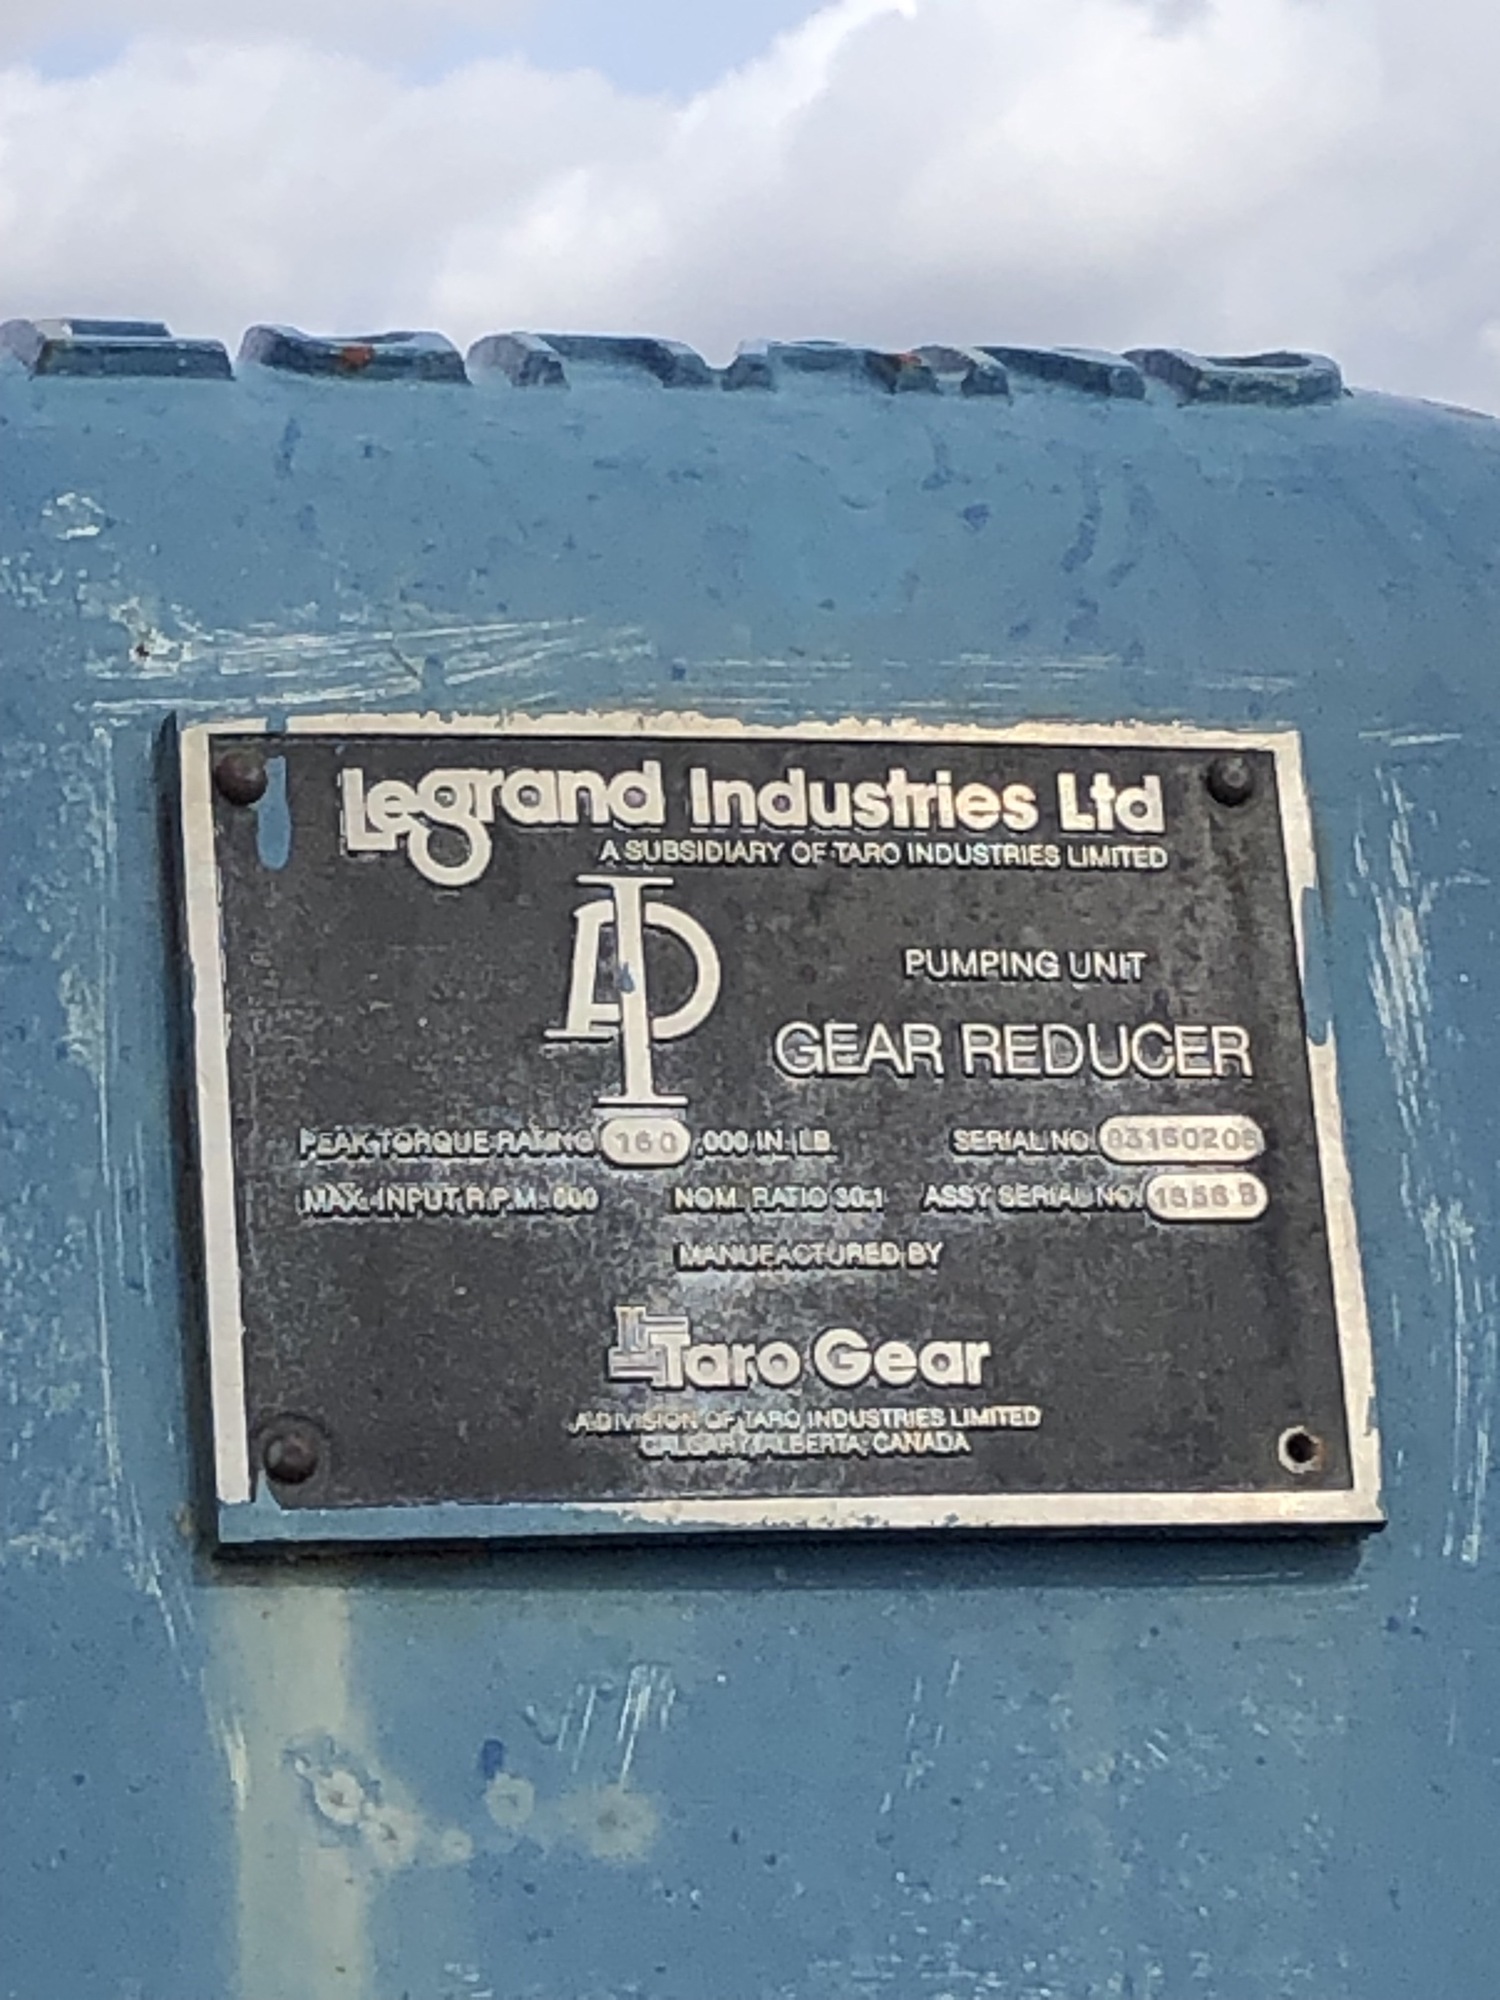 Legrand Industries Ltd
A SUBSIDIARY OF TARO INDUSTRIES LIMITED
PUMPING UNIT
GEAR REDUCER
PEAK TORQUE RATING 160 ,000 IN. LB. SERIAL NO.
MAX. INPUT R.P.M. 600 NOM. RATIO 30:1 ASSY SERIAL NO.
MANUFACTURED BY
Taro Gear
A DIVISION OF TARO INDUSTRIES LIMITED
CALGARY, ALBERTA, CANADA